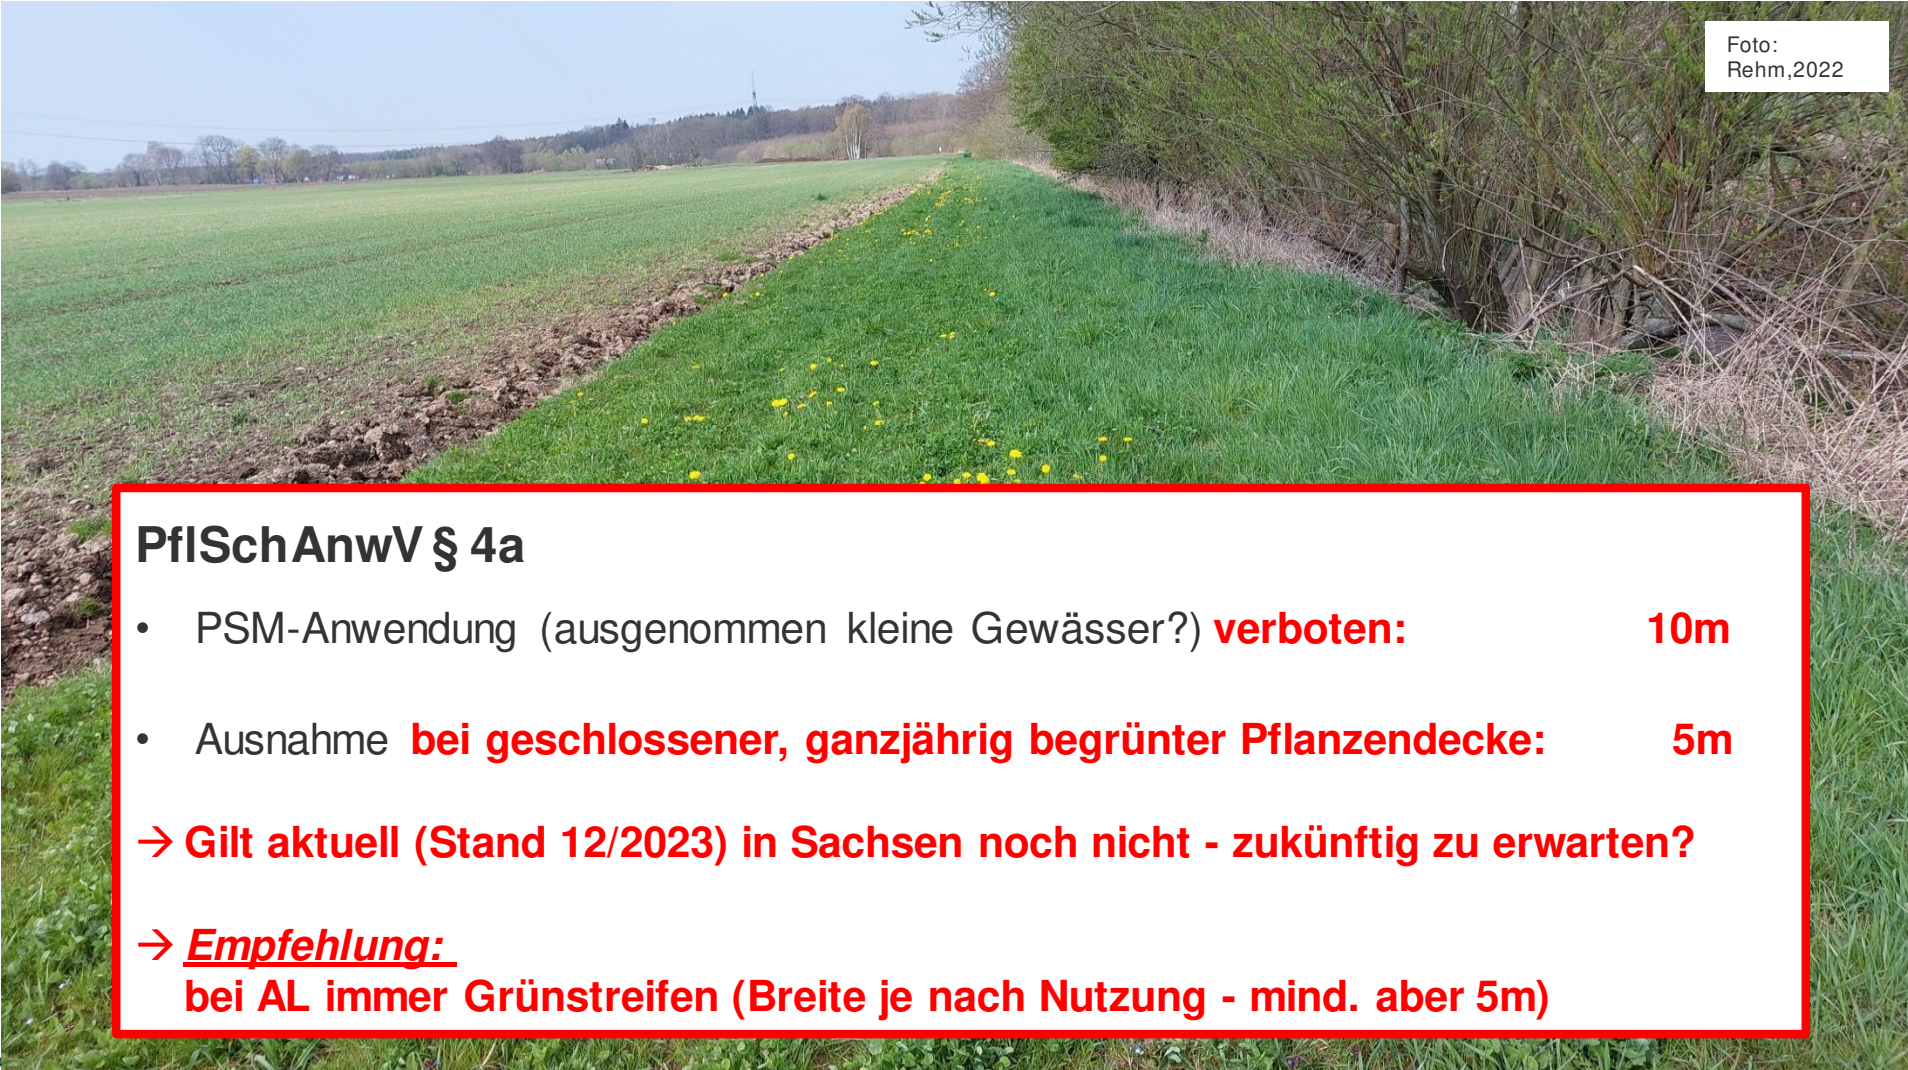 Foto:
Rehm,2022
PflSchAnwV § 4a
• PSM-Anwendung (ausgenommen kleine Gewässer?) verboten: 10m
• Ausnahme bei geschlossener, ganzjährig begrünter Pflanzendecke: 5m
→ Gilt aktuell (Stand 12/2023) in Sachsen noch nicht - zukünftig zu erwarten?
→ Empfehlung:
bei AL immer Grünstreifen (Breite je nach Nutzung - mind. aber 5m)